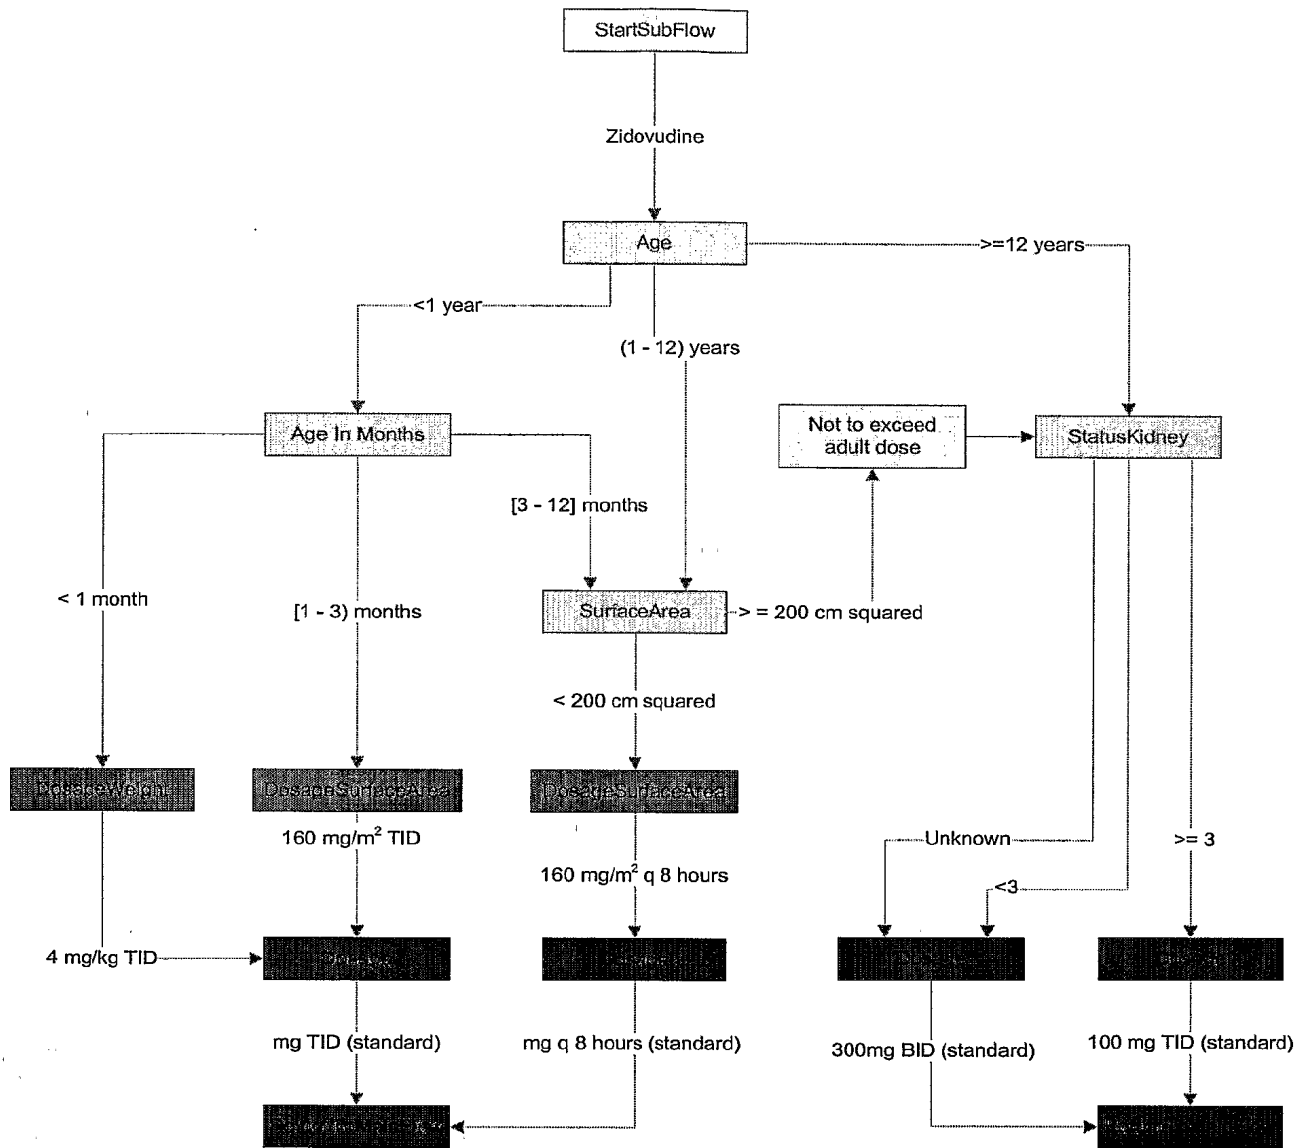 StartSubFlow
Zidovudine
Age
>=12 years
<1 year
(1 - 12) years
Age In Months
Not to exceed
adult dose
StatusKidney
[3 - 12] months
< 1 month
[1 - 3) months
SurfaceArea
> = 200 cm squared
< 200 cm squared
DosageWeight
DosageSurfaceArea
DosageSurfaceArea
160 mg/m² TID
Unknown
>= 3
160 mg/m² q 8 hours
<3
4 mg/kg TID
mg TID (standard)
mg q 8 hours (standard)
300mg BID (standard)
100 mg TID (standard)